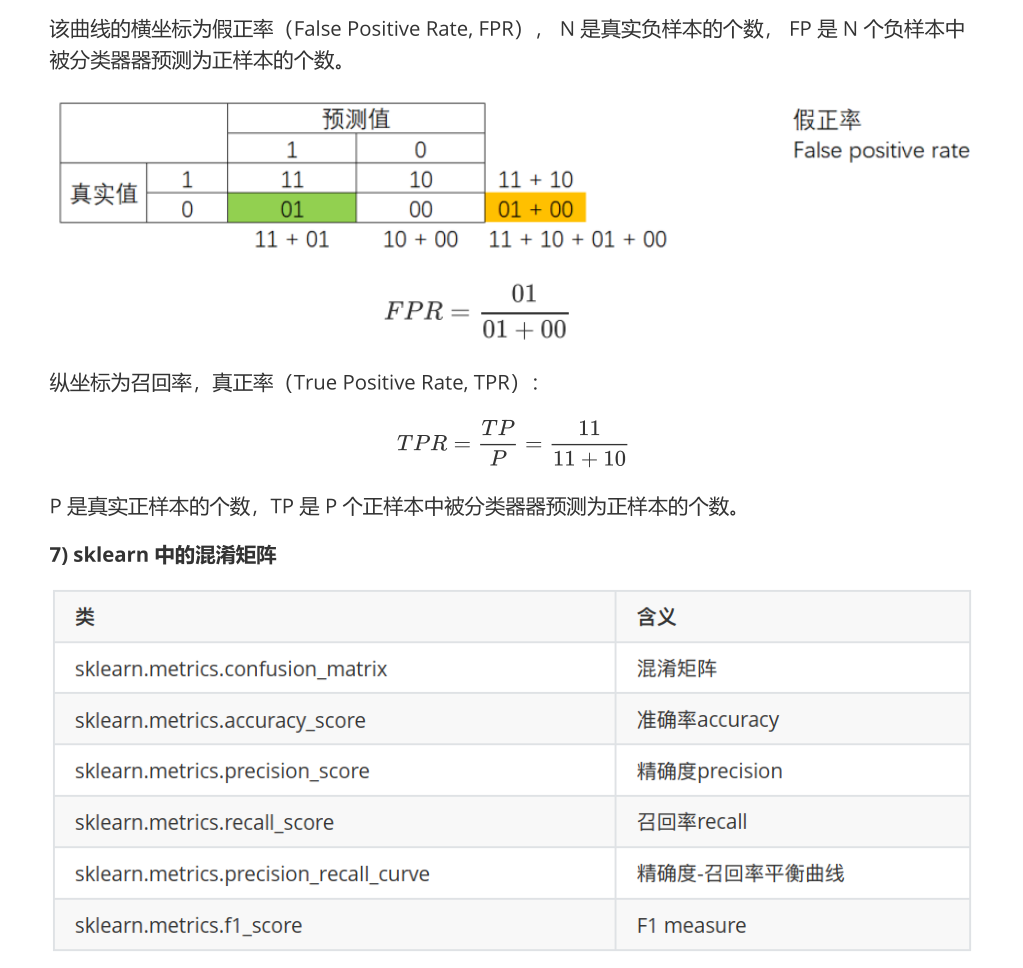 该曲线的横坐标为假正率（False Positive Rate, FPR）， N 是真实负样本的个数， FP 是 N 个负样本中
被分类器器预测为正样本的个数。
预测值
假正率
1 0
False positive rate
真实值 1 11 10 11 + 10
0 01 00 01 + 00
11 + 01 10 + 00 11 + 10 + 01 + 00
FPR = 01 / (01 + 00)
纵坐标为召回率，真正率（True Positive Rate, TPR）：
TPR = TP / P = 11 / (11 + 10)
P 是真实正样本的个数，TP 是 P 个正样本中被分类器器预测为正样本的个数。
7) sklearn 中的混淆矩阵
类 含义
sklearn.metrics.confusion_matrix 混淆矩阵
sklearn.metrics.accuracy_score 准确率accuracy
sklearn.metrics.precision_score 精确度precision
sklearn.metrics.recall_score 召回率recall
sklearn.metrics.precision_recall_curve 精确度-召回率平衡曲线
sklearn.metrics.f1_score F1 measure